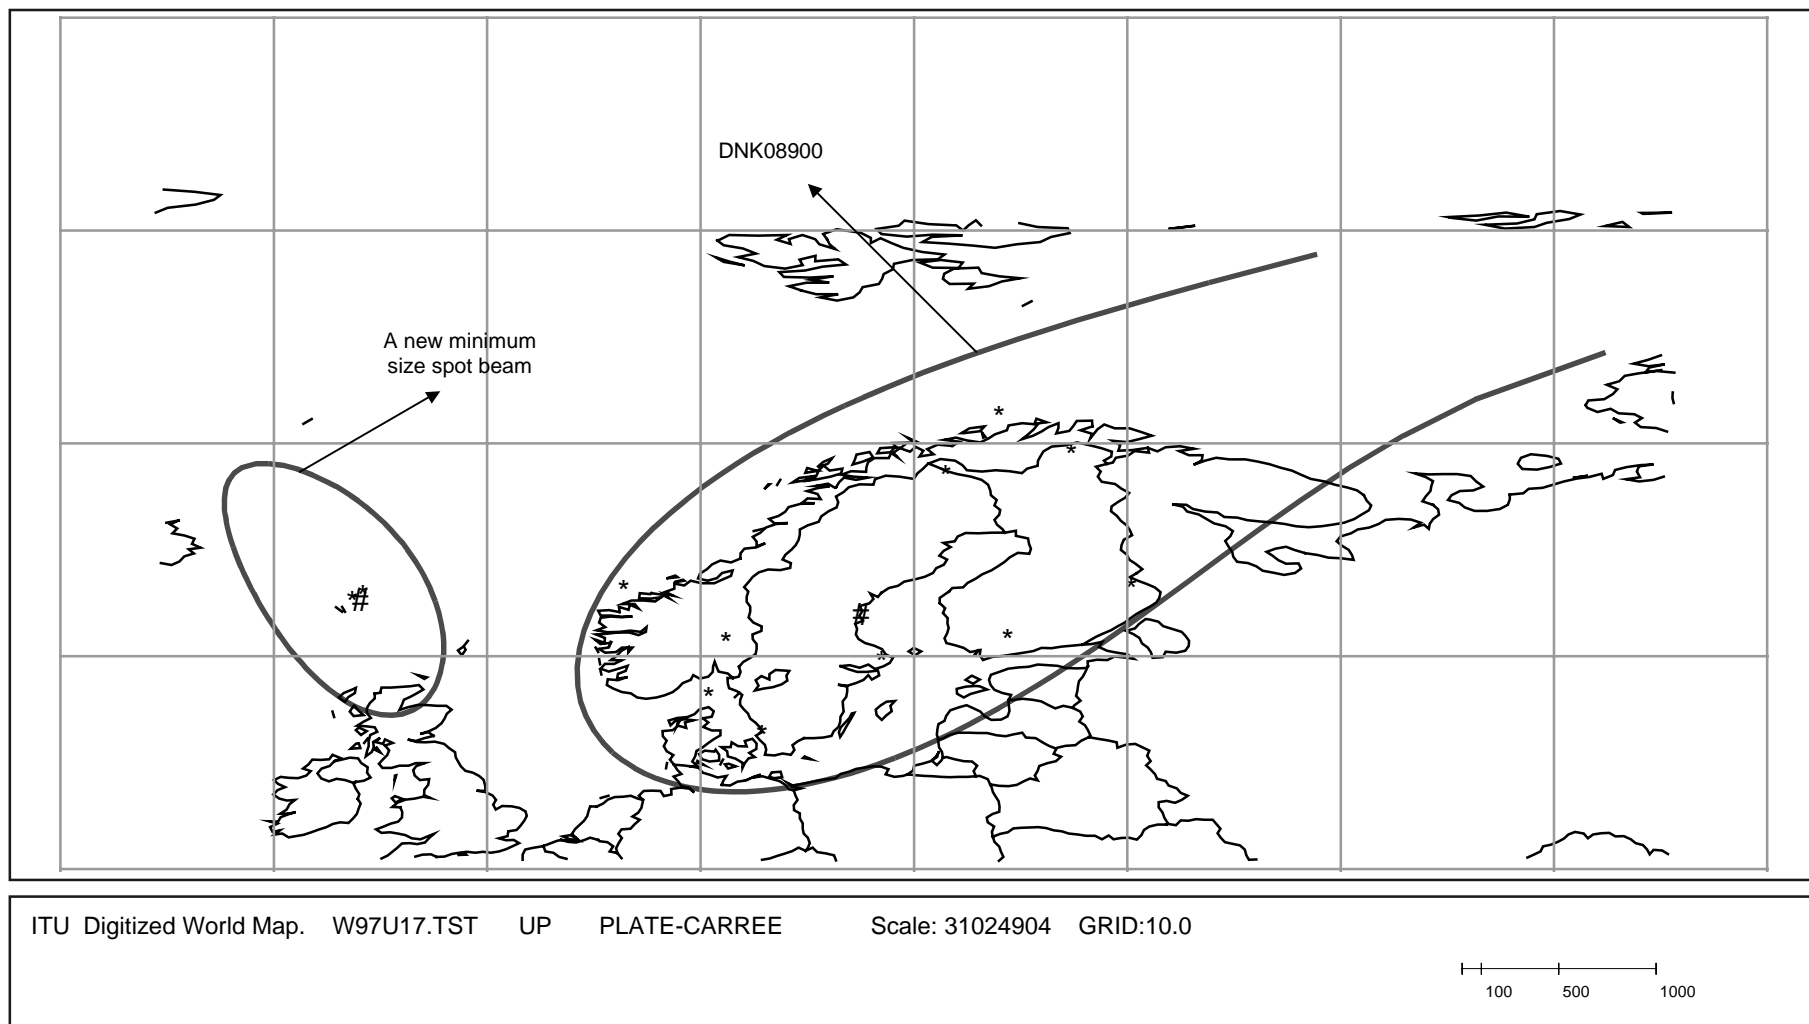 DNK08900
A new minimum
size spot beam
*
*
*
*
*#
*
*
#
*
*
*
*
*
ITU Digitized World Map. W97U17.TST UP PLATE-CARREE Scale: 31024904 GRID:10.0
100 500 1000